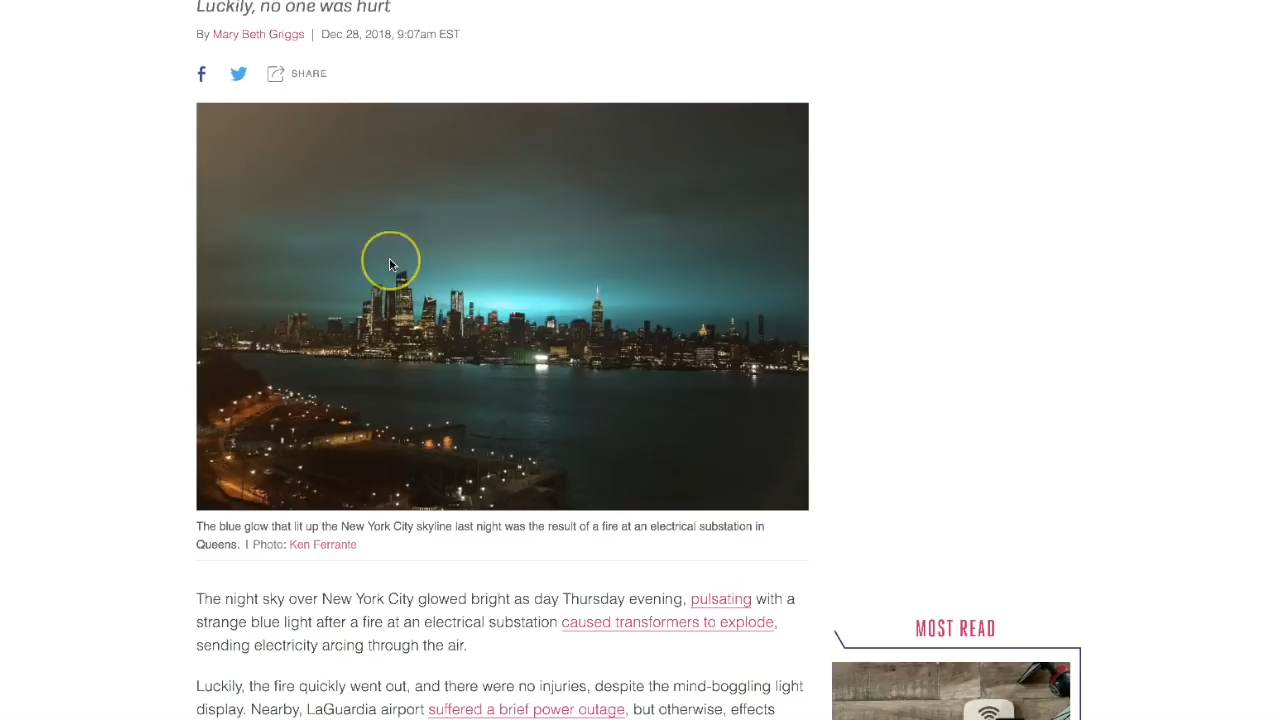 Luckily, no one was hurt
By Mary Beth Griggs | Dec 28, 2018, 9:07am EST
f SHARE
The blue glow that lit up the New York City skyline last night was the result of a fire at an electrical substation in
Queens. | Photo: Ken Ferrante
The night sky over New York City glowed bright as day Thursday evening, pulsating with a
strange blue light after a fire at an electrical substation caused transformers to explode,
sending electricity arcing through the air.
Luckily, the fire quickly went out, and there were no injuries, despite the mind-boggling light
display. Nearby, LaGuardia airport suffered a brief power outage, but otherwise, effects
MOST READ